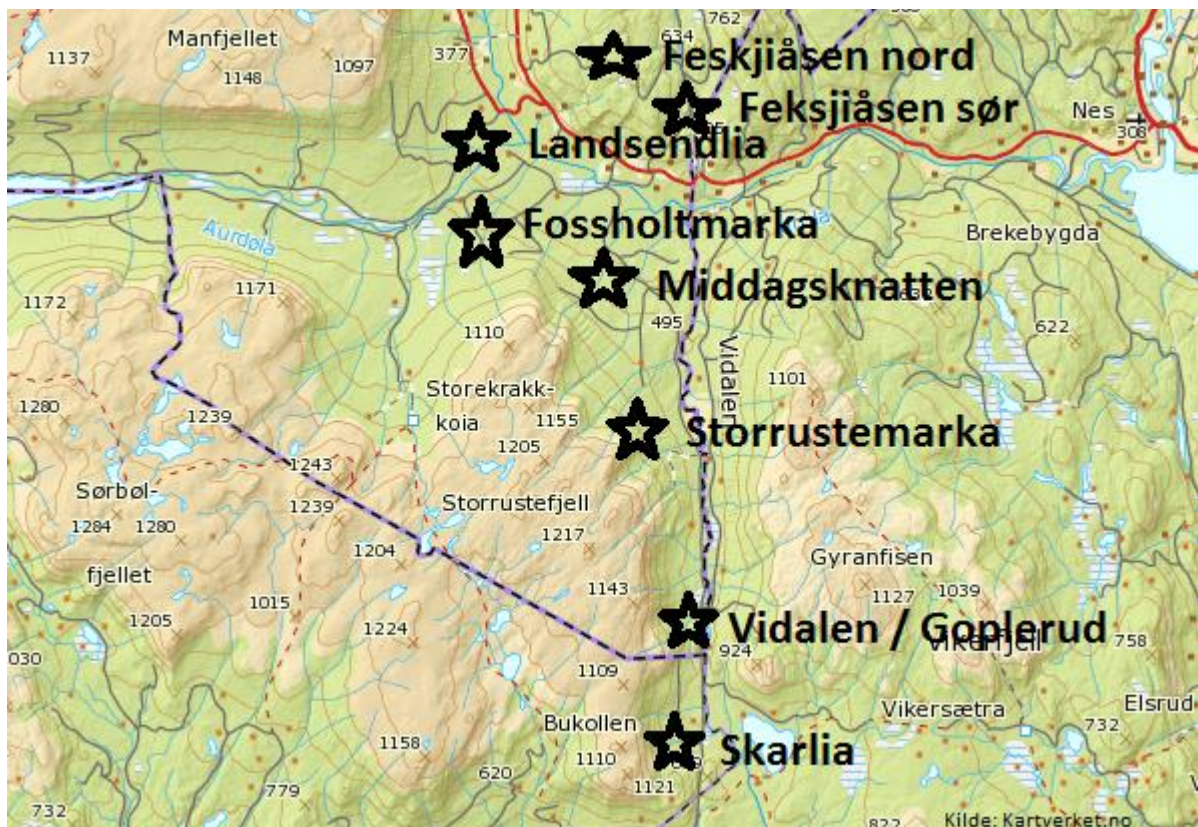 762
Manfjellet
377
634
Feskjiåsen nord
1137
1148
1097
Feksjiåsen sør
Nes
308
Landsendlia
Aurdøla
Fossholtmarka
Brekebygda
1172
1171
Middagsknatten
1110
495
622
Vidalen
Storekrakk-
koia
1101
1280
1239
1155
1205
Storrustemarka
1243
Sørbøl-
fjellet
1239
Storrustefjell
1284
1280
1217
1204
Gyranfisen
1143
1015
1127
1039
1205
1224
Vidalen / Goplerud
Vikerfjell
758
924
1109
Vikersætra
Elsrud
Bukollen
732
1158
Skarlia
620
1110
1121
779
732
822
Kilde: Kartverket.no